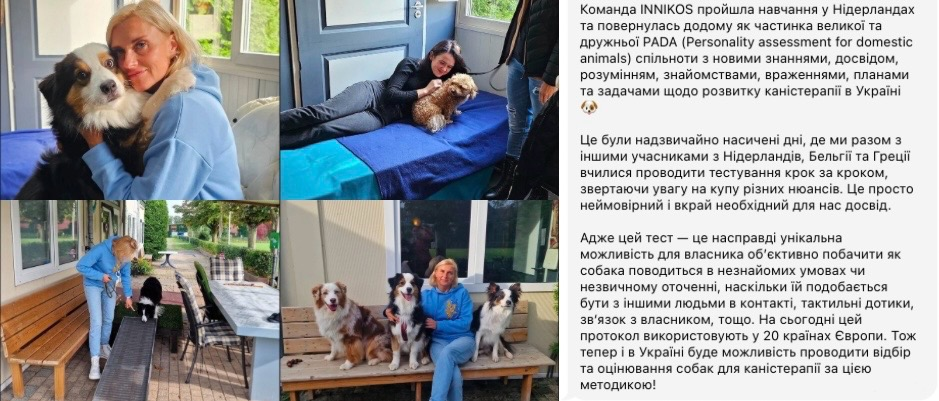 Команда INNIKOS пройшла навчання у Нідерландах
та повернулась додому як частинка великої та
дружньої PADA (Personality assessment for domestic
animals) спільноти з новими знаннями, досвідом,
розумінням, знайомствами, враженнями, планами
та задачами щодо розвитку каністерапії в Україні
🐶
Це були надзвичайно насичені дні, де ми разом з
іншими учасниками з Нідерландів, Бельгії та Греції
вчилися проводити тестування крок за кроком,
звертаючи увагу на купу різних нюансів. Це просто
неймовірний і вкрай необхідний для нас досвід.
Адже цей тест — це насправді унікальна
можливість для власника обʼєктивно побачити як
собака поводиться в незнайомих умовах чи
незвичному оточенні, наскільки їй подобається
бути з іншими людьми в контакті, тактильні дотики,
звʼязок з власником, тощо. На сьогодні цей
протокол використовують у 20 країнах Європи. Тож
тепер і в Україні буде можливість проводити відбір
та оцінювання собак для каністерапії за цією
методикою!